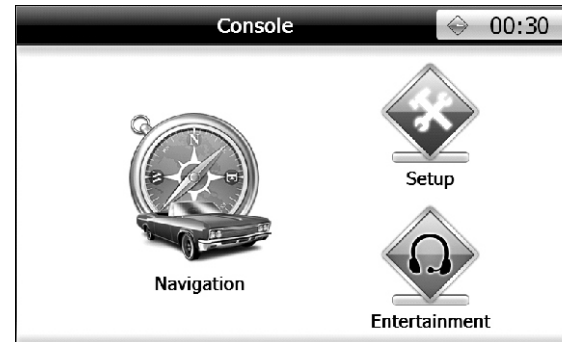 Console
00:30
N
W
E
Navigation
Setup
Entertainment